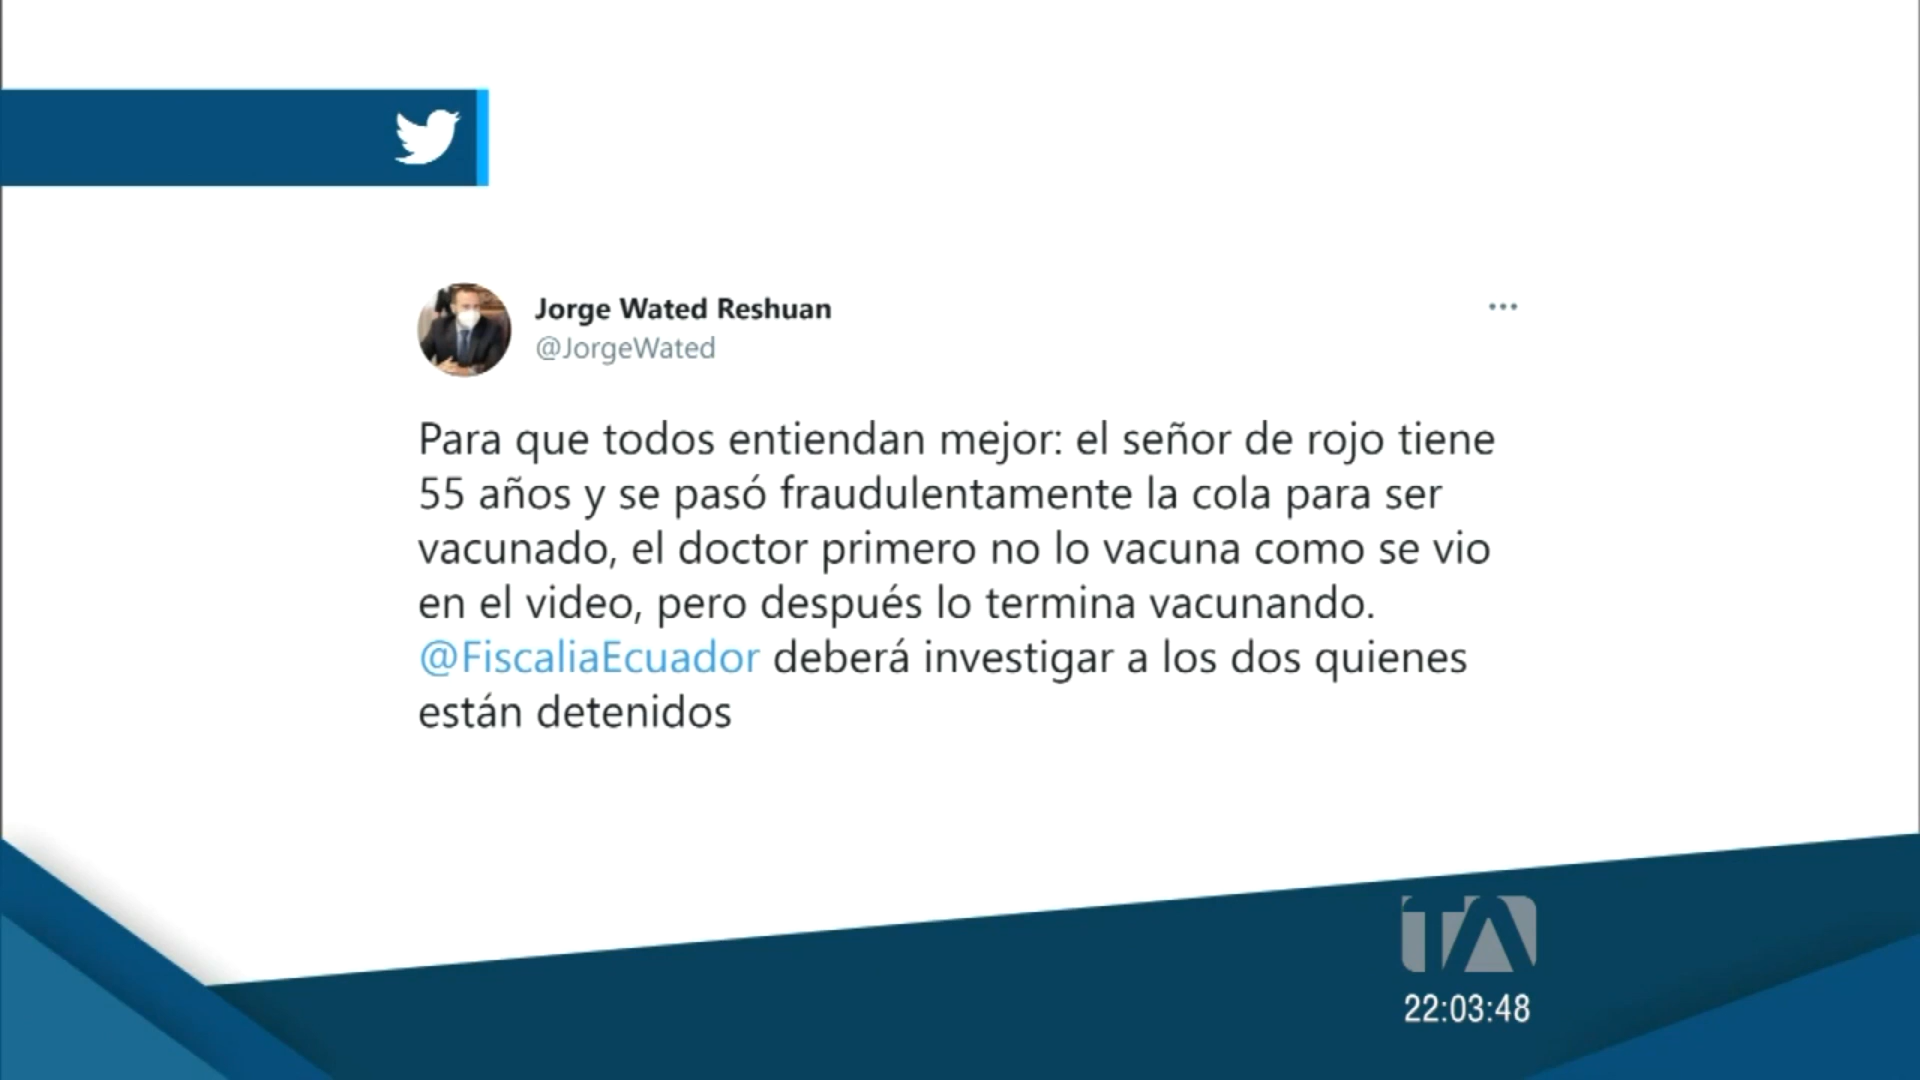 Jorge Wated Reshuan
@JorgeWated
Para que todos entiendan mejor: el señor de rojo tiene
55 años y se pasó fraudulentamente la cola para ser
vacunado, el doctor primero no lo vacuna como se vio
en el video, pero después lo termina vacunando.
@FiscaliaEcuador deberá investigar a los dos quienes
están detenidos
TA
22:03:48